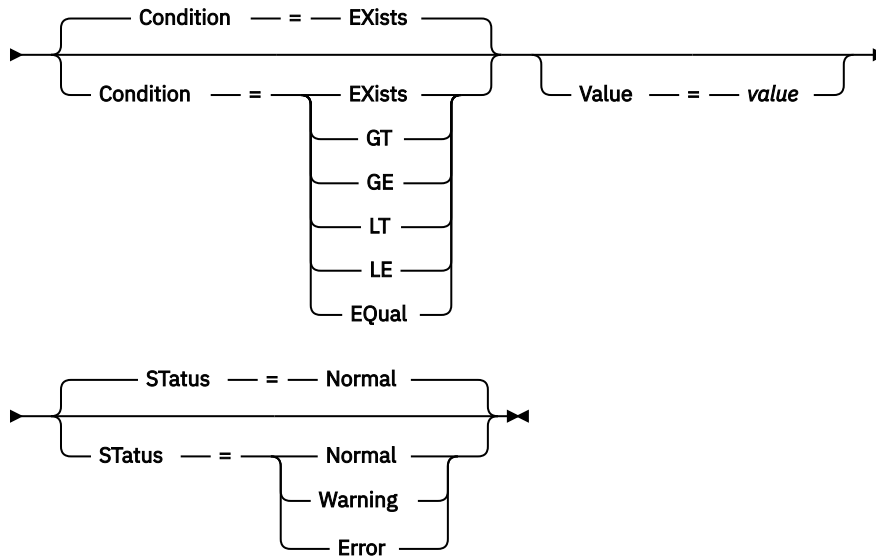 Condition = EXists
Condition = EXists Value = value
GT
GE
LT
LE
EQual
STatus = Normal
STatus = Normal
Warning
Error